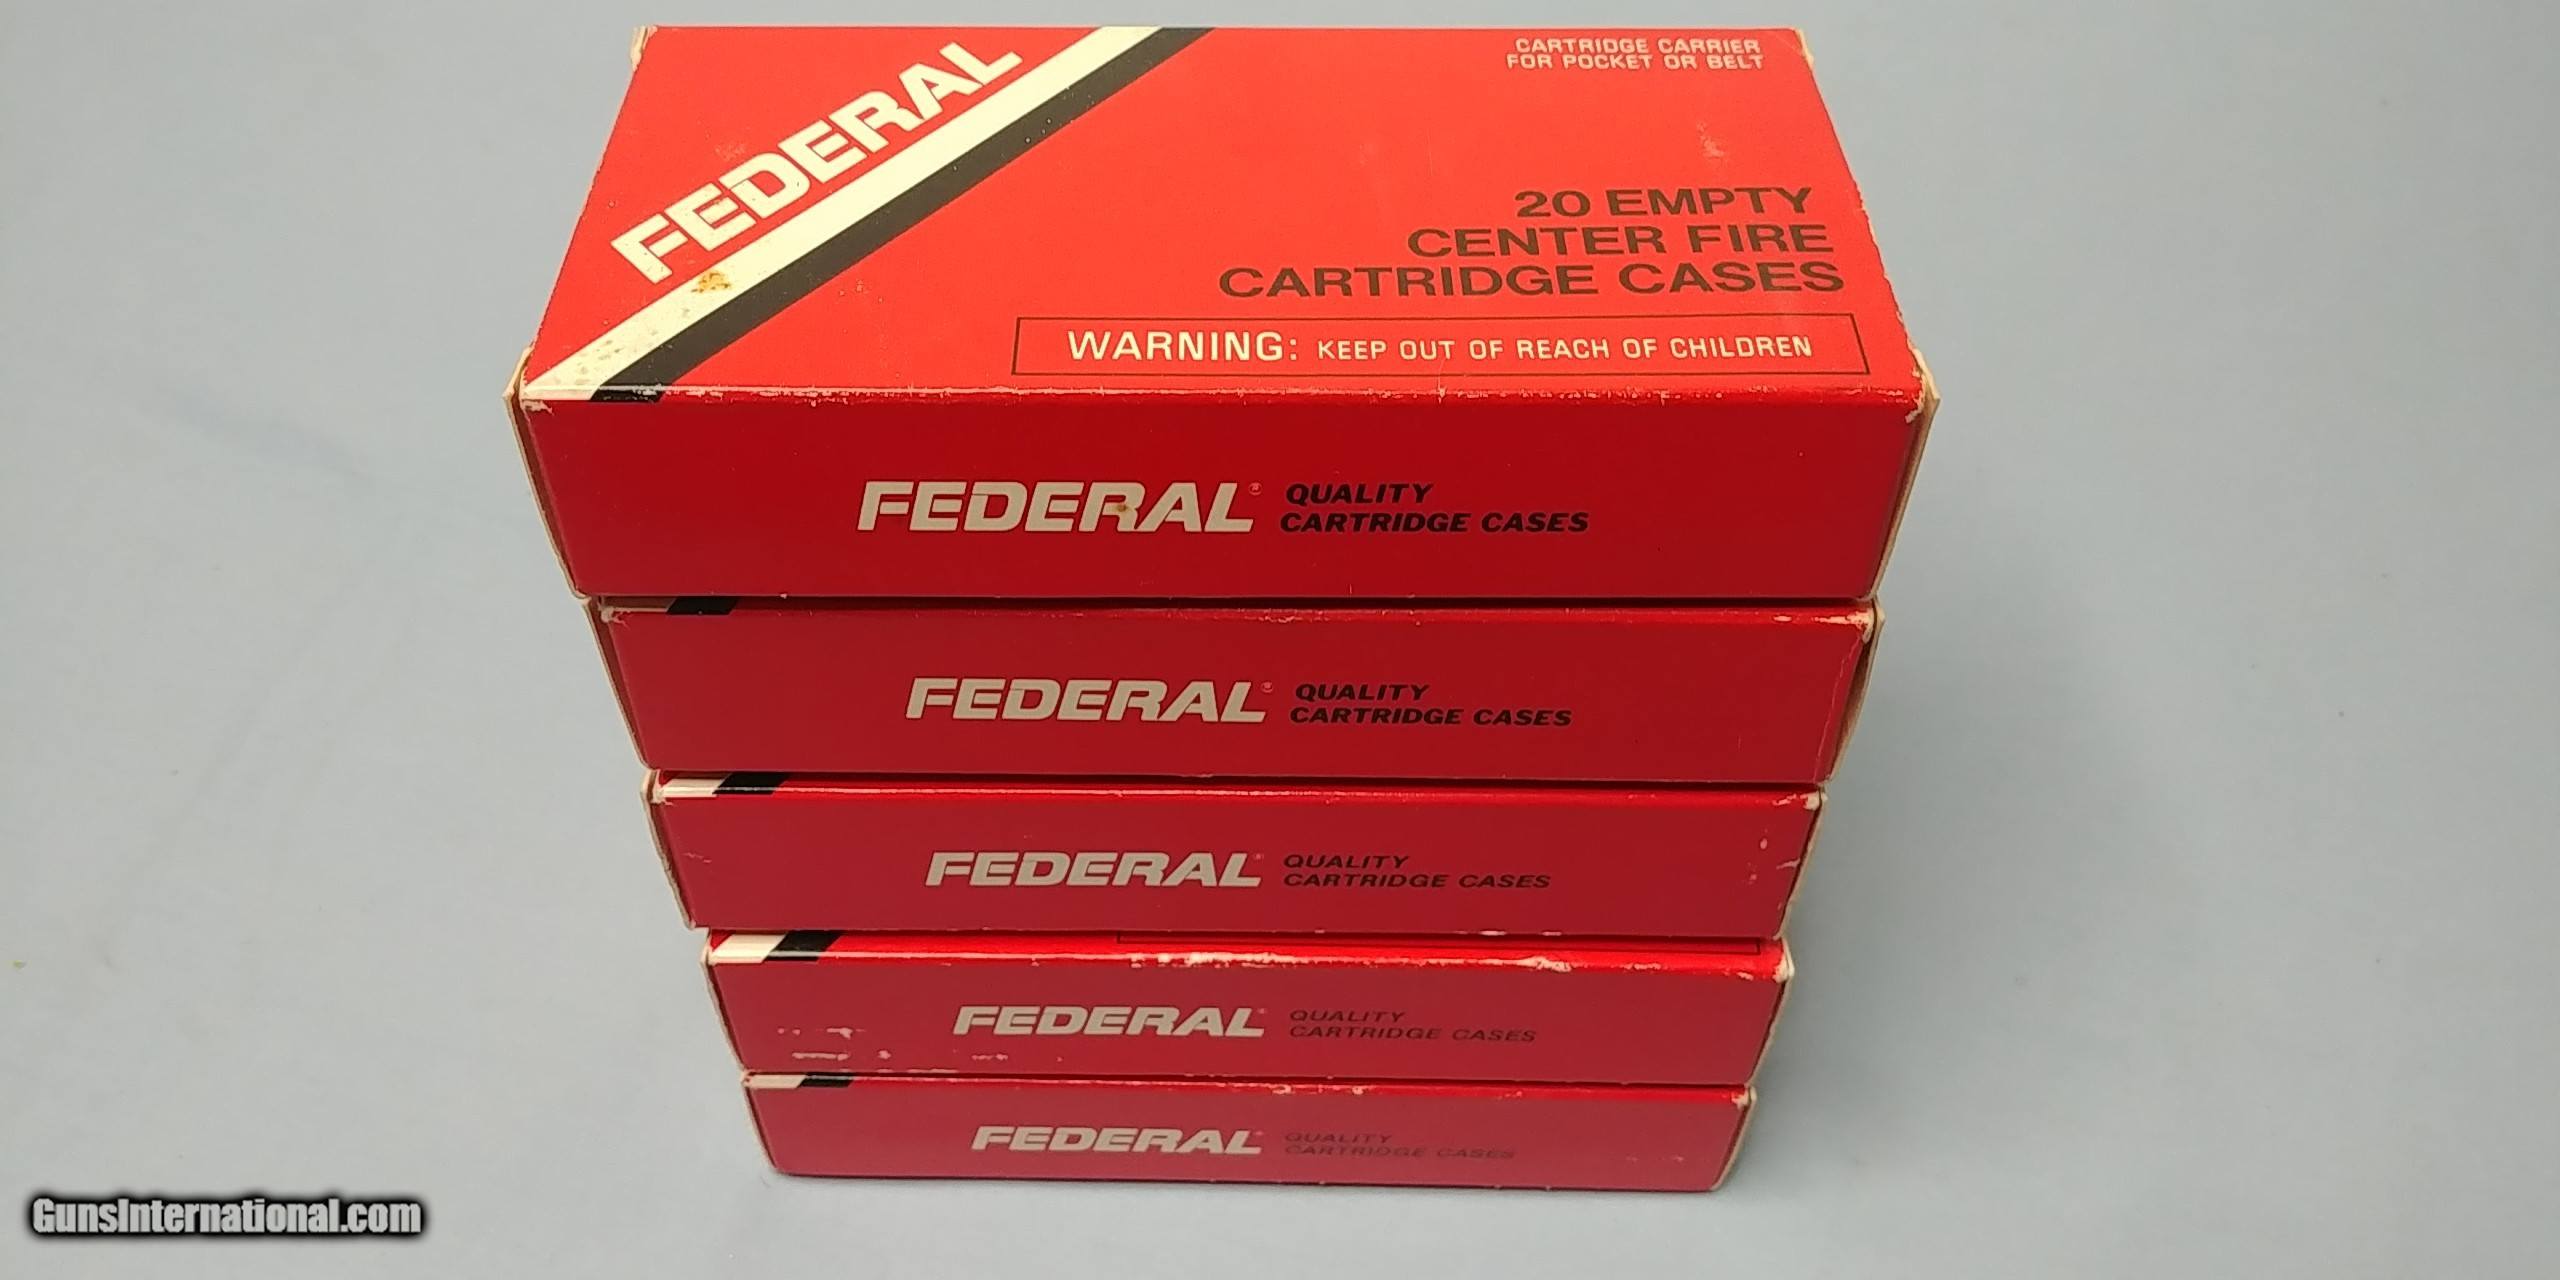 FEDERAL
CARTRIDGE CARRIER
FOR POCKET OR BELT
20 EMPTY
CENTER FIRE
CARTRIDGE CASES
WARNING: KEEP OUT OF REACH OF CHILDREN
FEDERAL® QUALITY
CARTRIDGE CASES
FEDERAL® QUALITY
CARTRIDGE CASES
FEDERAL® QUALITY
CARTRIDGE CASES
FEDERAL® QUALITY
CARTRIDGE CASES
FEDERAL® QUALITY
CARTRIDGE CASES
GunsInternational.com